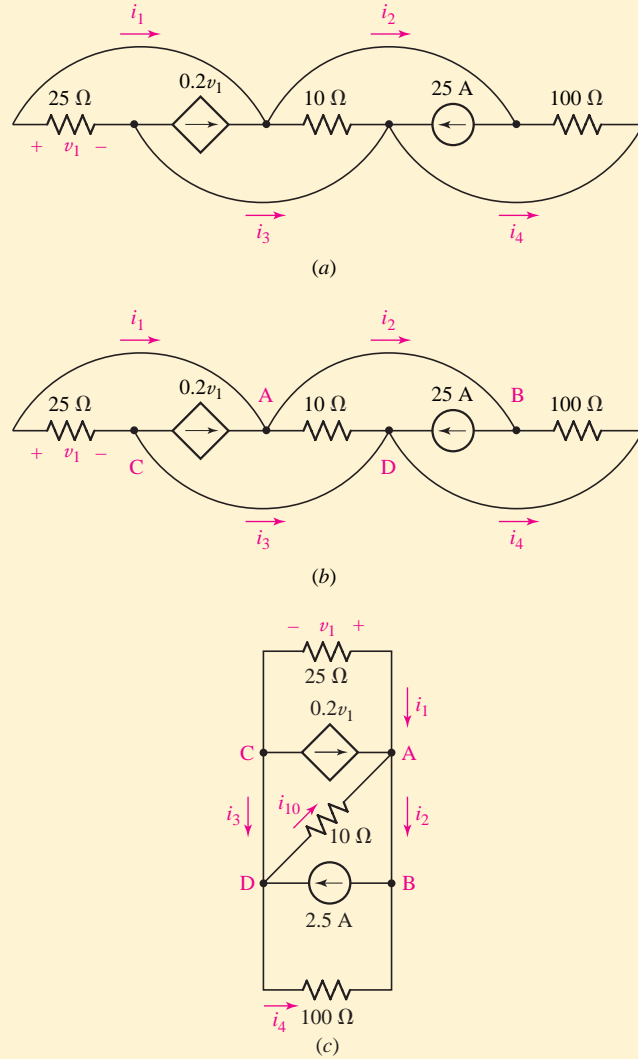 i1 i2
25 Ω 0.2v1 10 Ω 25 A 100 Ω
+ v1 –
i3 i4
(a)
i1 i2
25 Ω 0.2v1 A 10 Ω 25 A B 100 Ω
+ v1 – C D
i3 i4
(b)
– v1 +
25 Ω
i1
0.2v1
C A
i3 i10 i2
10 Ω
D B
2.5 A
i4 100 Ω
(c)